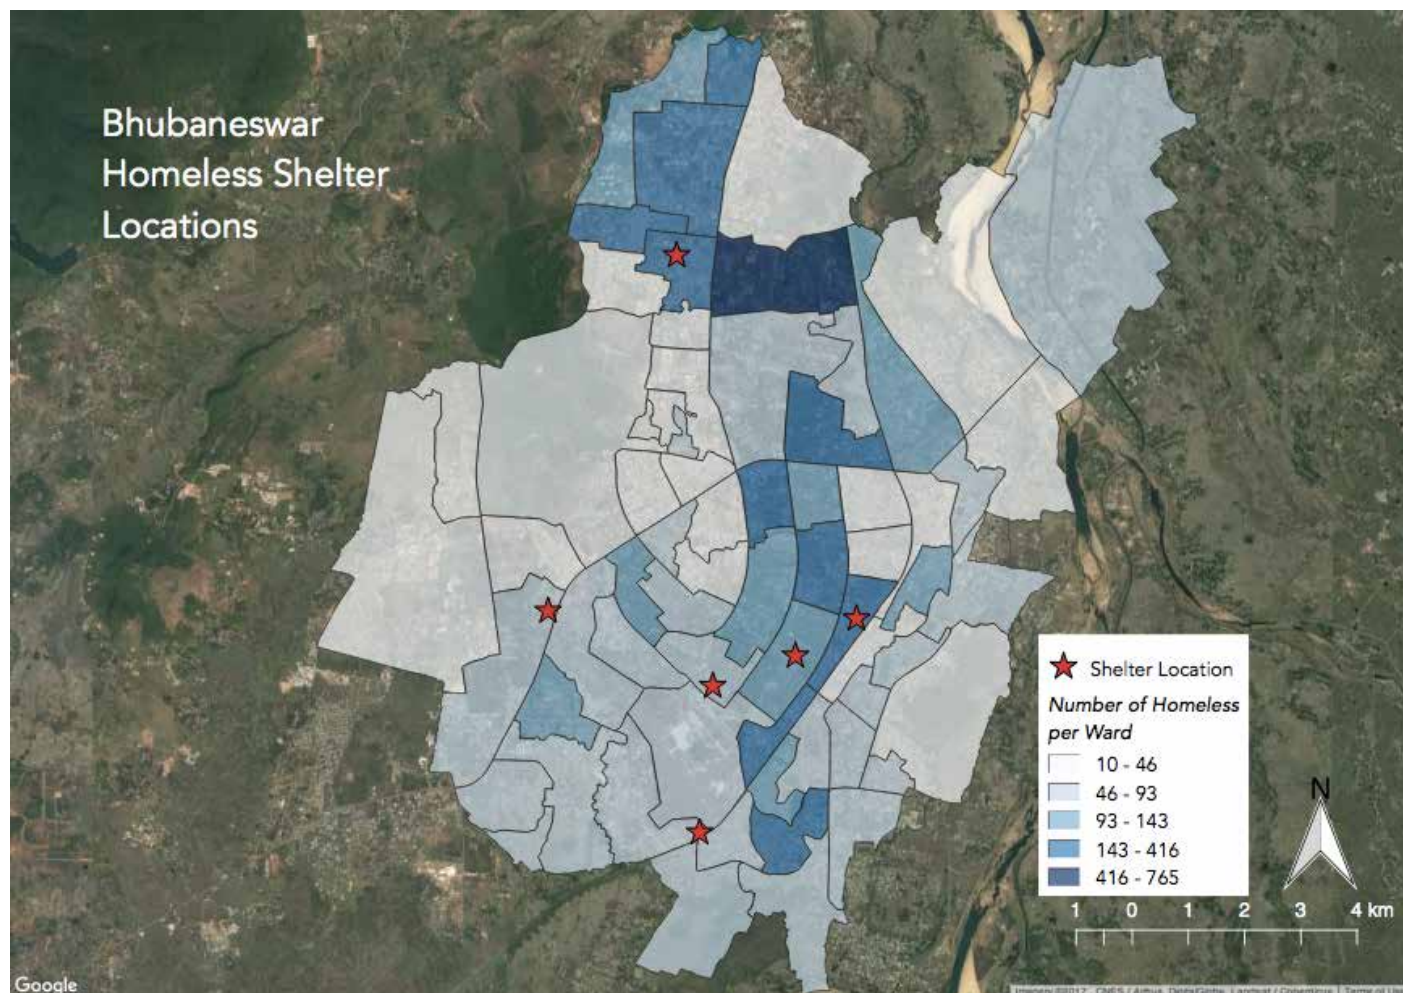 Bhubaneswar
Homeless Shelter
Locations
Shelter Location
Number of Homeless
per Ward
10 - 46
46 - 93
93 - 143
143 - 416
416 - 765
N
1 0 1 2 3 4 km
Google